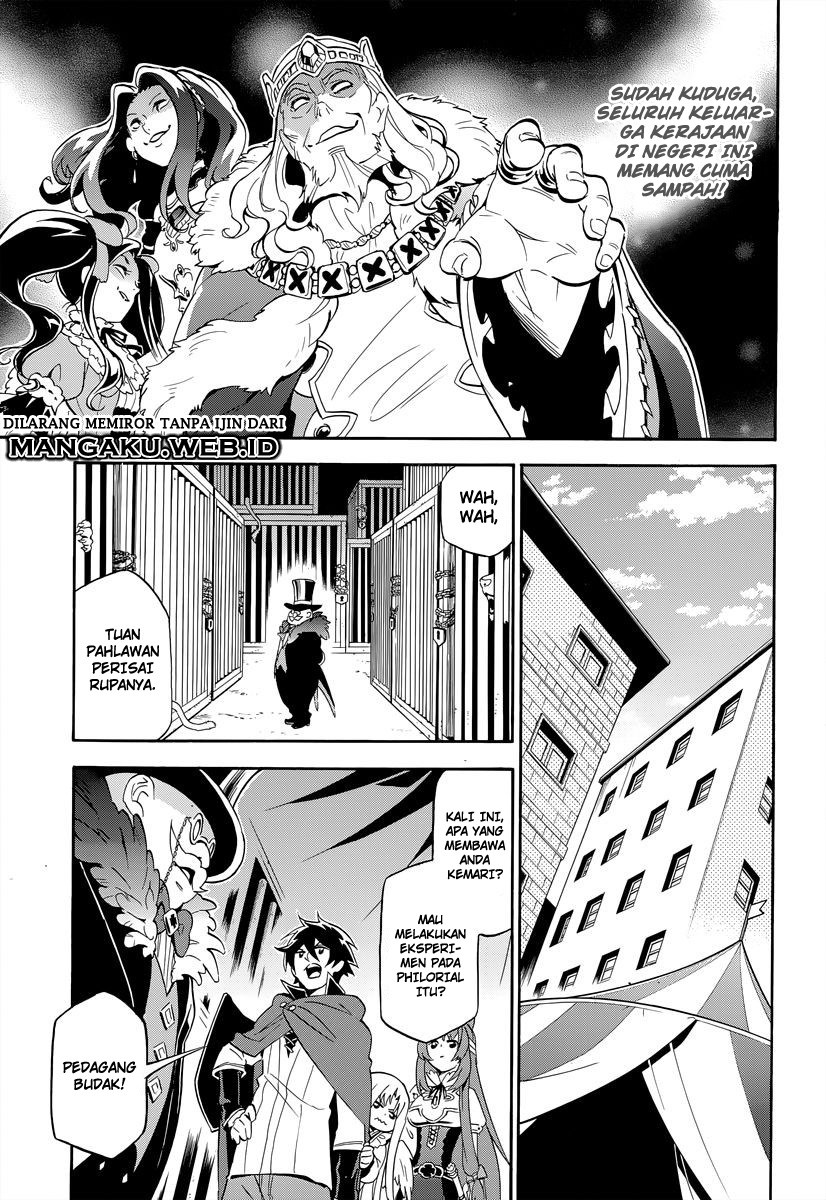 SUDAH KUDUGA,
SELURUH KELUAR-
GA KERAJAAN
DI NEGERI INI
MEMANG CUMA
SAMPAH!
DILARANG MEMIROR TANPA IJIN DARI
MANGAKU.WEB.ID
WAH,
WAH,
TUAN
PAHLAWAN
PERISAI
RUPANYA.
KALI INI,
APA YANG
MEMBAWA
ANDA
KEMARI?
MAU
MELAKUKAN
EKSPERI-
MEN PADA
PHILORIAL
ITU?
PEDAGANG
BUDAK!